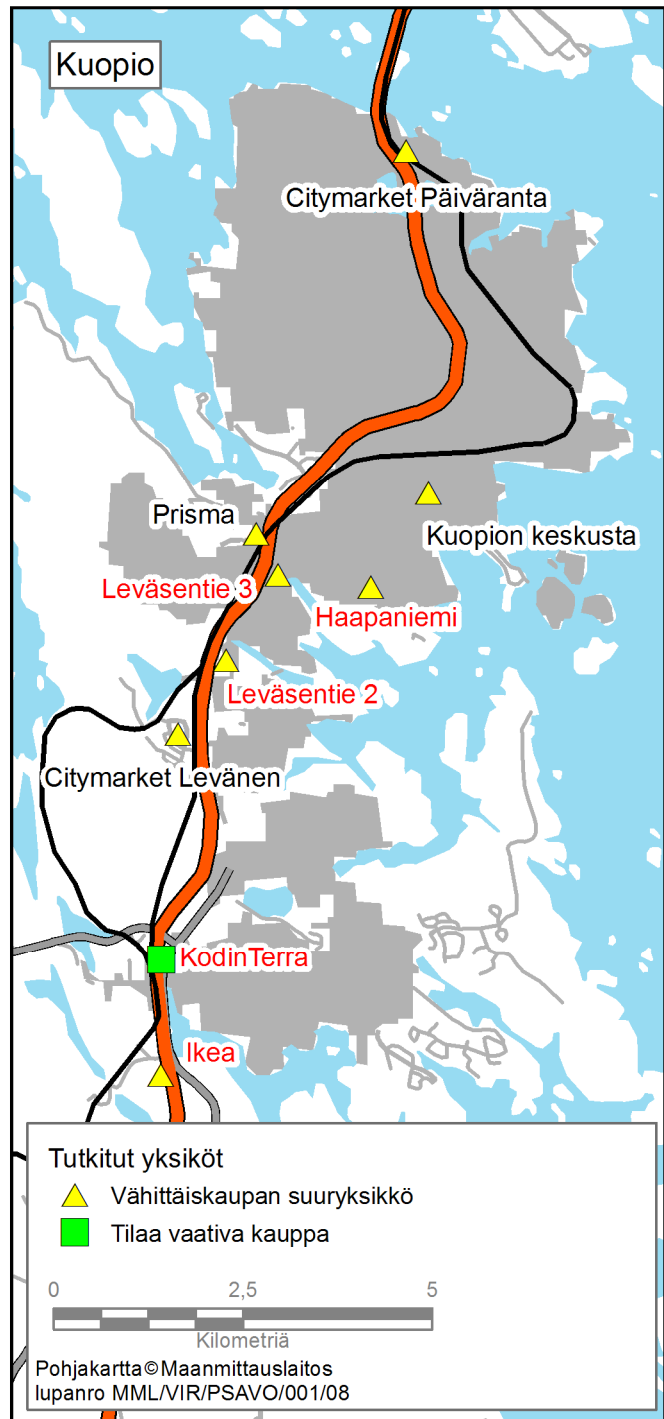 Kuopio
Citymarket Päiväranta
Prisma
Kuopion keskusta
Leväsentie 3
Haapaniemi
Leväsentie 2
Citymarket Levänen
KodinTerra
Ikea
Tutkitut yksiköt
Vähittäiskaupan suuryksikkö
Tilaa vaativa kauppa
0 2,5 5
Kilometriä
Pohjakartta©Maanmittauslaitos
lupanro MML/VIR/PSAVO/001/08